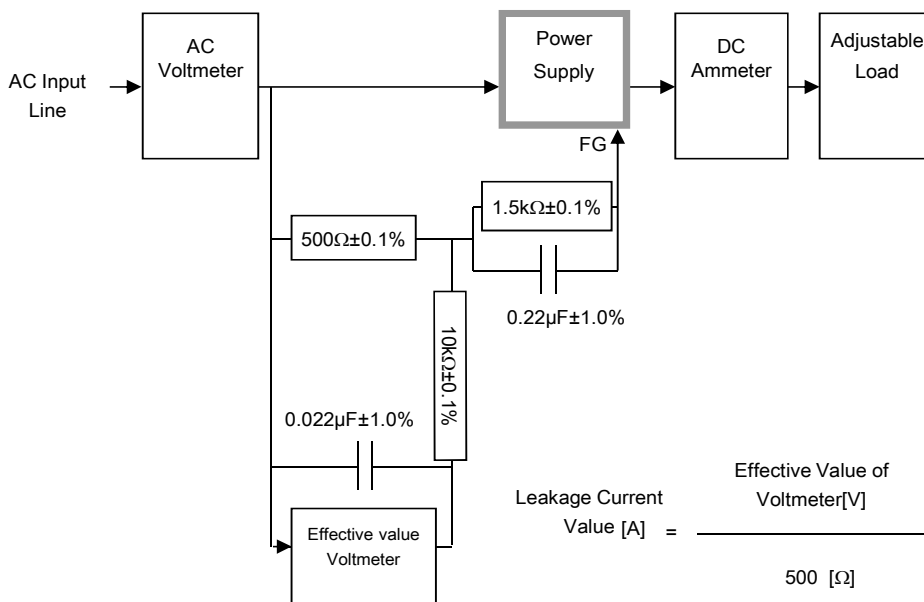 AC
Voltmeter
Power
Supply
DC
Ammeter
Adjustable
Load
AC Input
Line
FG
1.5kΩ±0.1%
500Ω±0.1%
0.22µF±1.0%
10kΩ±0.1%
0.022µF±1.0%
Effective value
Voltmeter
Leakage Current
Value [A] =
Effective Value of
Voltmeter[V]
500 [Ω]